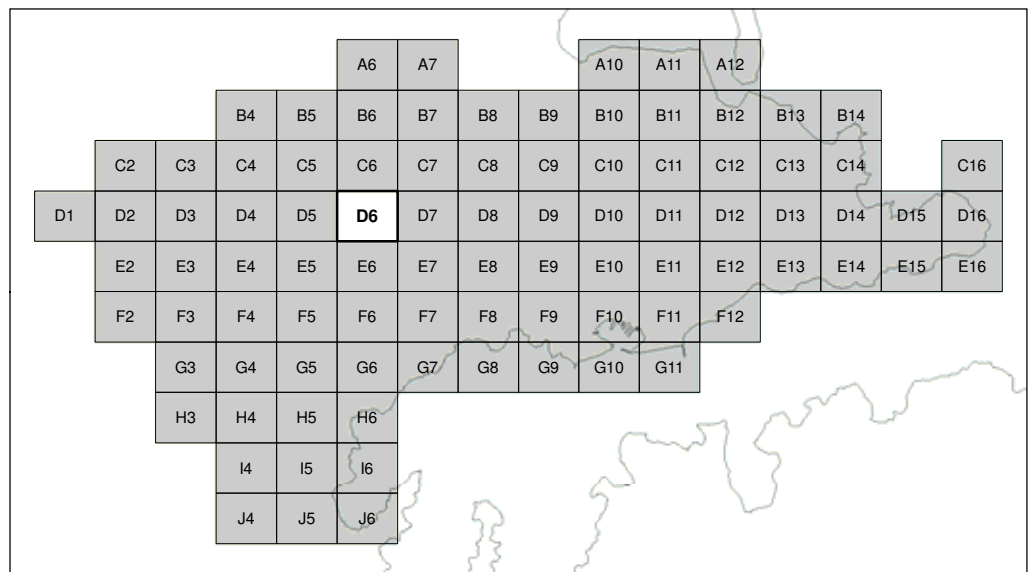 A6 A7 A10 A11 A12
B4 B5 B6 B7 B8 B9 B10 B11 B12 B13 B14
C2 C3 C4 C5 C6 C7 C8 C9 C10 C11 C12 C13 C14 C16
D1 D2 D3 D4 D5 D6 D7 D8 D9 D10 D11 D12 D13 D14 D15 D16
E2 E3 E4 E5 E6 E7 E8 E9 E10 E11 E12 E13 E14 E15 E16
F2 F3 F4 F5 F6 F7 F8 F9 F10 F11 F12
G3 G4 G5 G6 G7 G8 G9 G10 G11
H3 H4 H5 H6
I4 I5 I6
J4 J5 J6